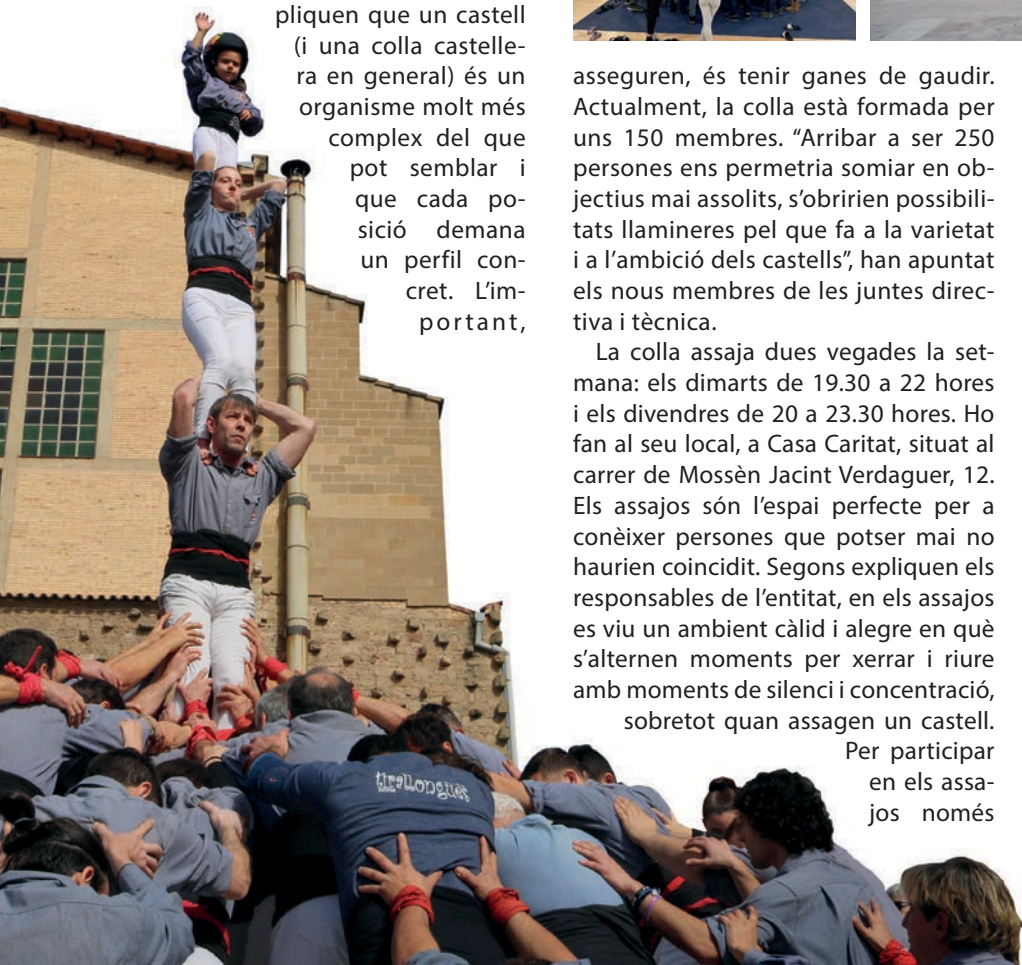 pliquen que un castell
(i una colla castelle-
ra en general) és un
organisme molt més
complex del que
pot semblar i
que cada po-
sició demana
un perfil con-
cret. L’im-
portant,
asseguren, és tenir ganes de gaudir.
Actualment, la colla està formada per
uns 150 membres. “Arribar a ser 250
persones ens permetria somiar en ob-
jectius mai assolits, s’obririen possibili-
tats llamineres pel que fa a la varietat
i a l’ambició dels castells”, han apuntat
els nous membres de les juntes direc-
tiva i tècnica.
La colla assaja dues vegades la set-
mana: els dimarts de 19.30 a 22 hores
i els divendres de 20 a 23.30 hores. Ho
fan al seu local, a Casa Caritat, situat al
carrer de Mossèn Jacint Verdaguer, 12.
Els assajos són l’espai perfecte per a
conèixer persones que potser mai no
haurien coincidit. Segons expliquen els
responsables de l’entitat, en els assajos
es viu un ambient càlid i alegre en què
s’alternen moments per xerrar i riure
amb moments de silenci i concentració,
sobretot quan assagen un castell.
Per participar
en els assa-
jos només
tirallongues